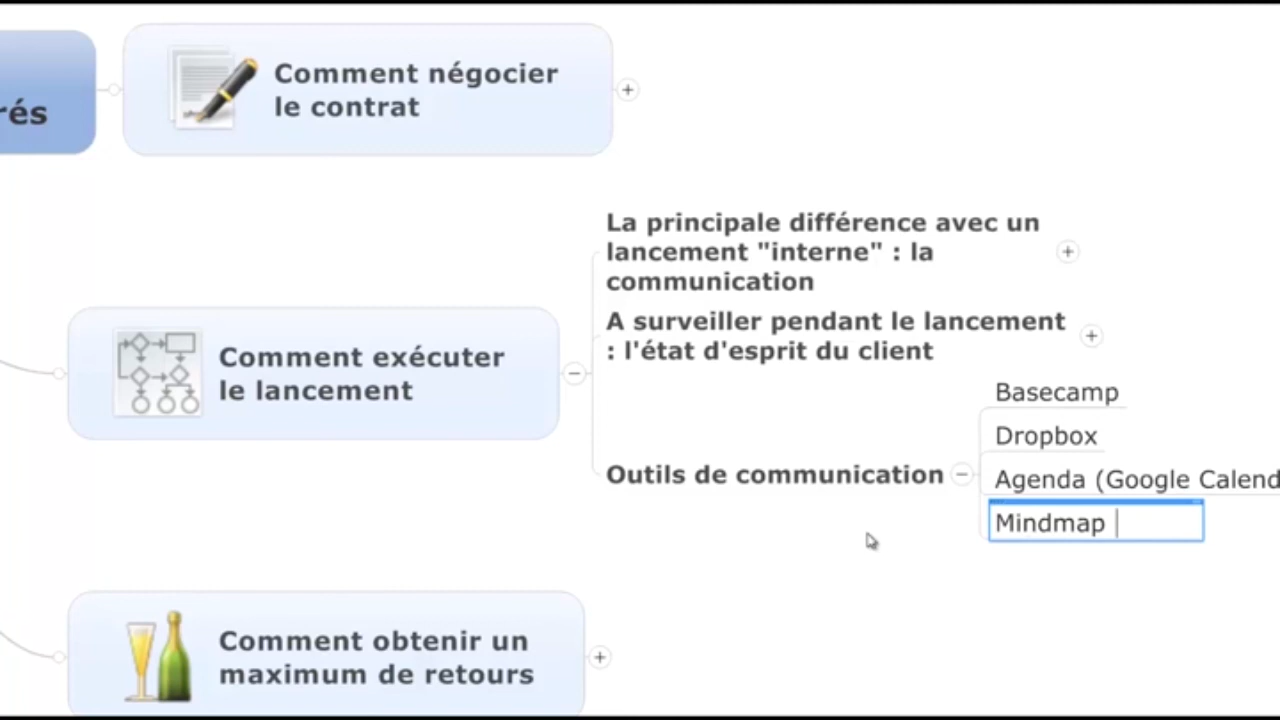 Comment négocier
le contrat
rés
La principale différence avec un
lancement "interne" : la
communication
A surveiller pendant le lancement
: l'état d'esprit du client
Comment exécuter
le lancement
Basecamp
Dropbox
Outils de communication
Agenda (Google Calend
Mindmap
Comment obtenir un
maximum de retours